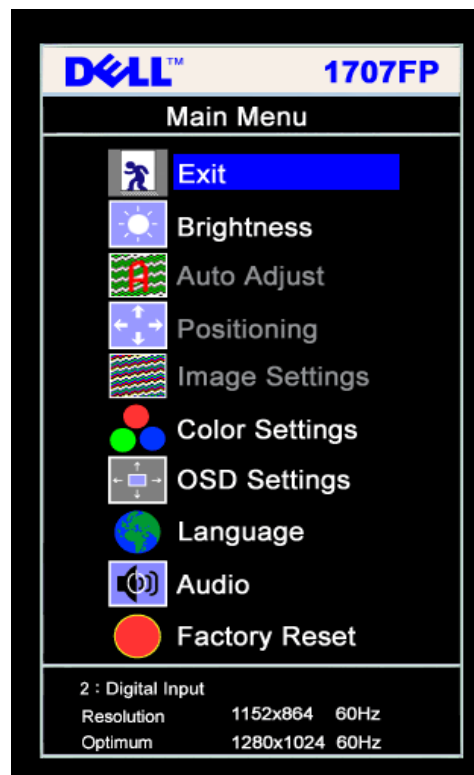 DELL™ 1707FP
Main Menu
Exit
Brightness
Auto Adjust
Positioning
Image Settings
Color Settings
OSD Settings
Language
Audio
Factory Reset
2 : Digital Input
Resolution 1152x864 60Hz
Optimum 1280x1024 60Hz